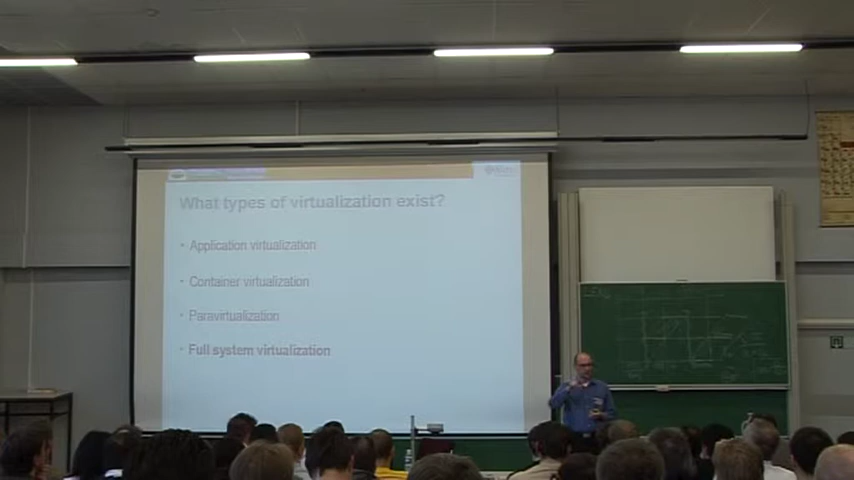 What types of virtualization exist?
• Application virtualization
• Container virtualization
• Paravirtualization
• Full system virtualization